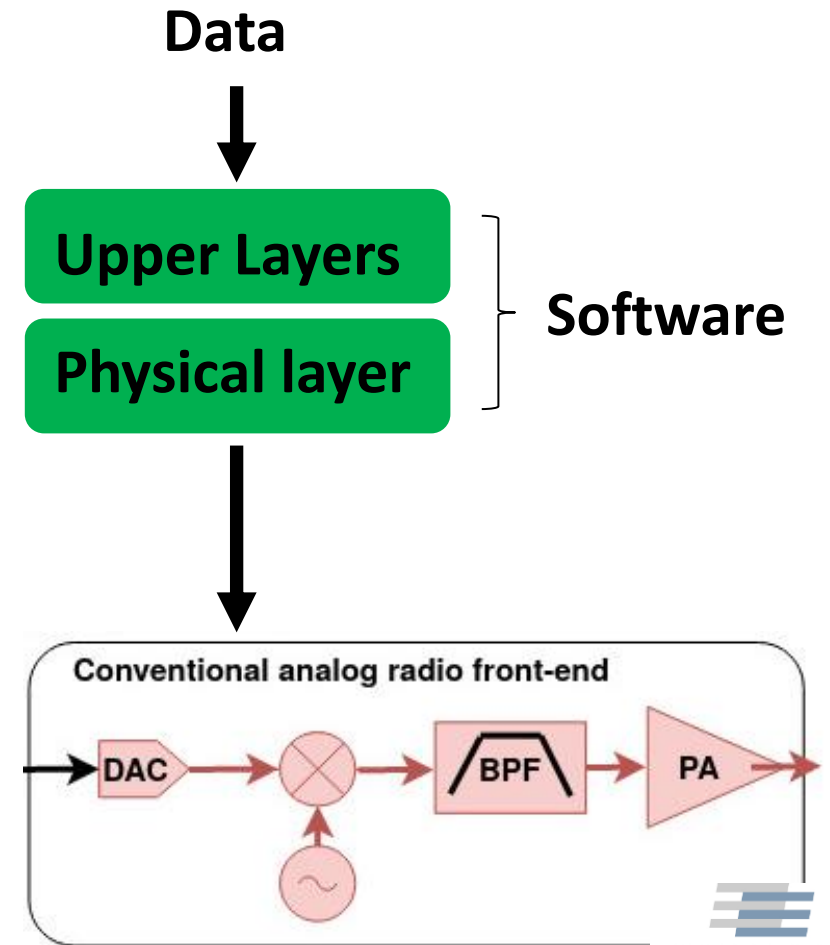 Data
Upper Layers
Physical layer
Software
Conventional analog radio front-end
DAC
BPF
PA